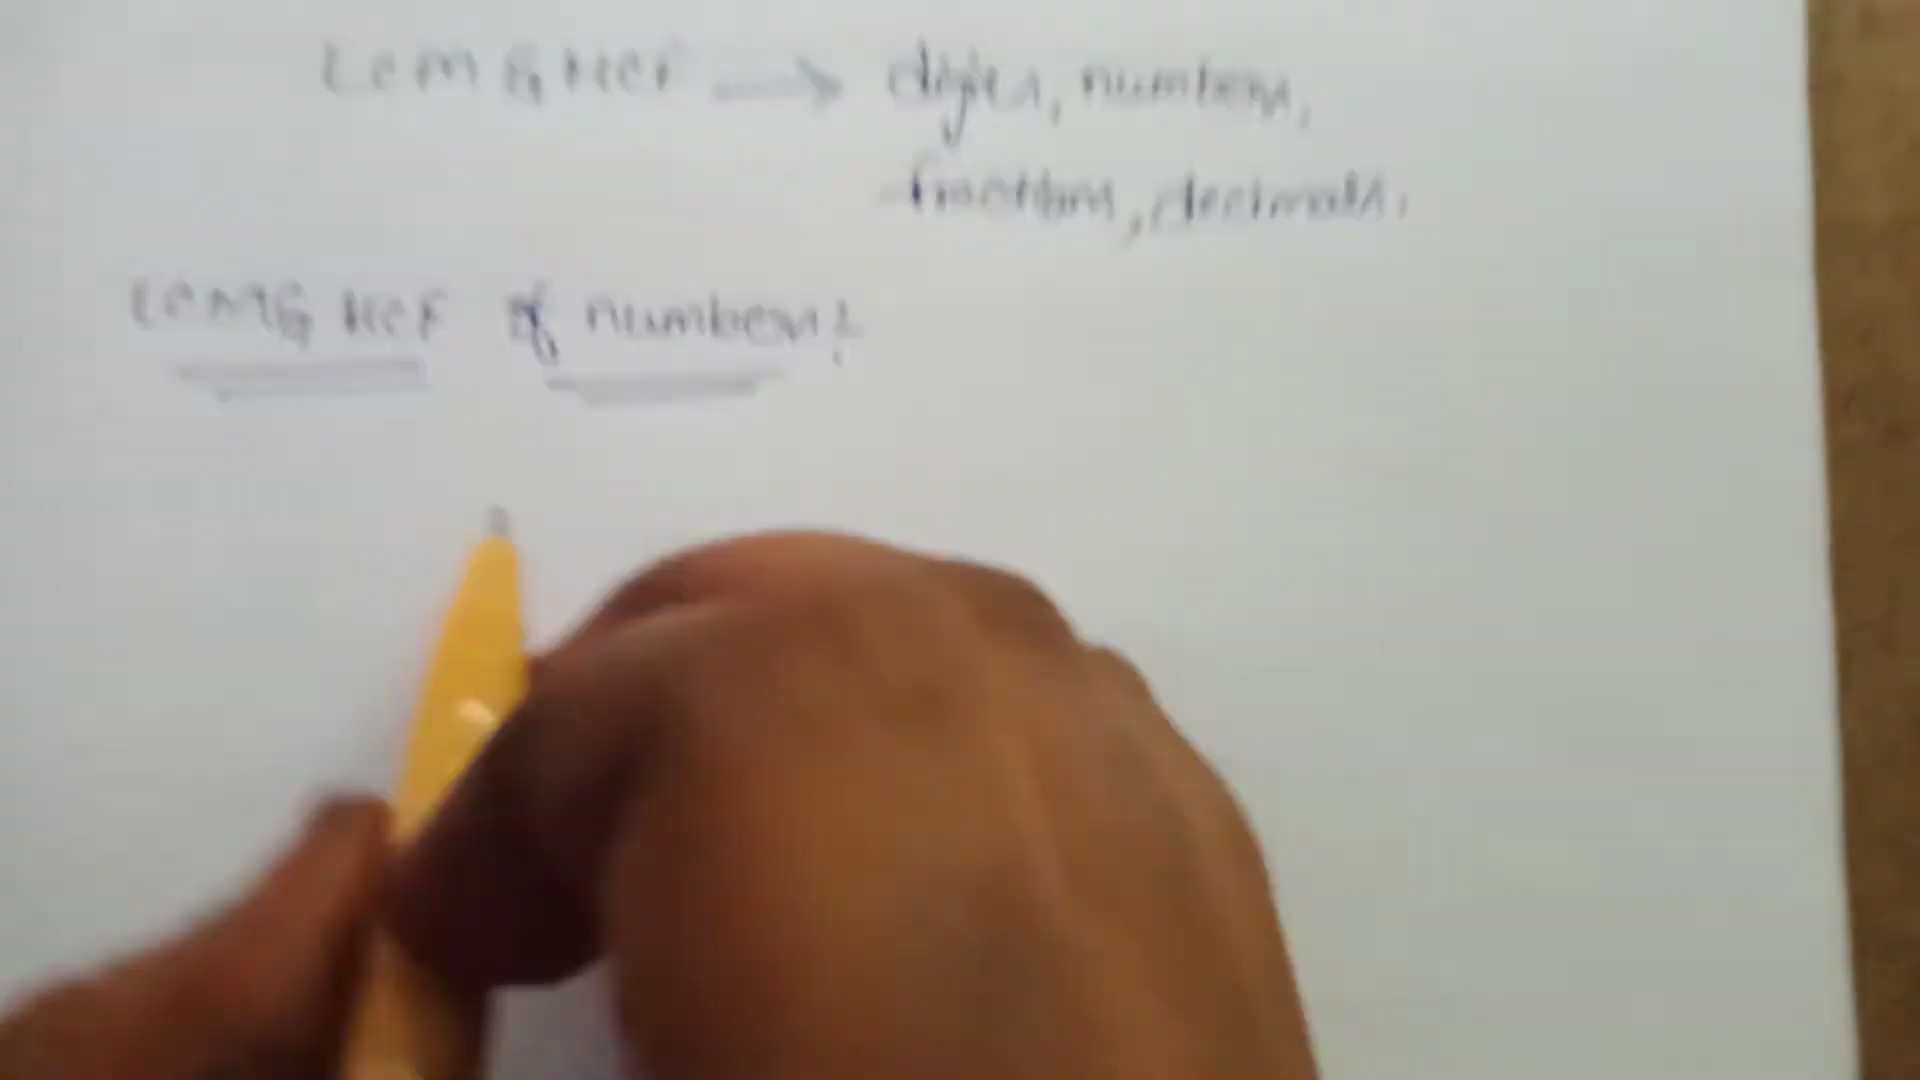 LCM & HCF → digits, numbers,
fractions, decimals.
LCM & HCF of numbers: